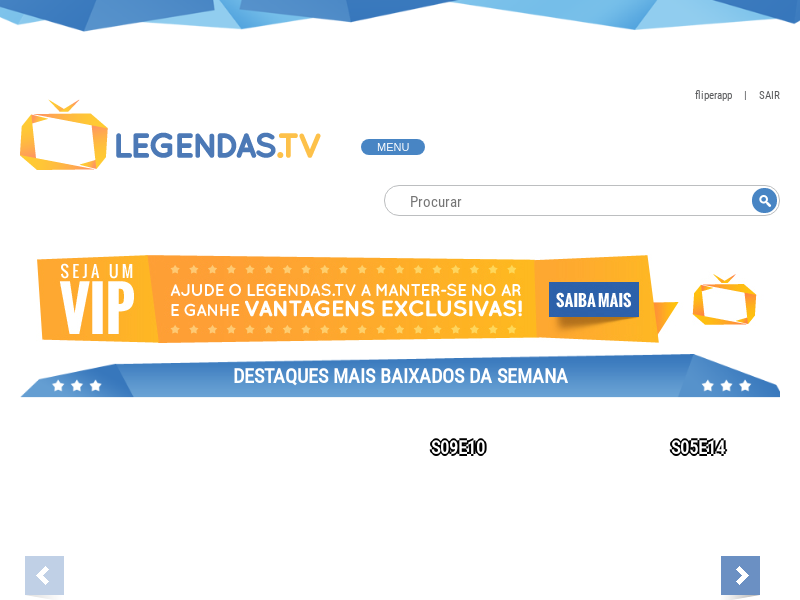 fliperapp | SAIR
LEGENDAS.TV
MENU
Procurar
SEJA UM
VIP
AJUDE O LEGENDAS.TV A MANTER-SE NO AR
E GANHE VANTAGENS EXCLUSIVAS!
SAIBA MAIS
DESTAQUES MAIS BAIXADOS DA SEMANA
S09E10
S05E14